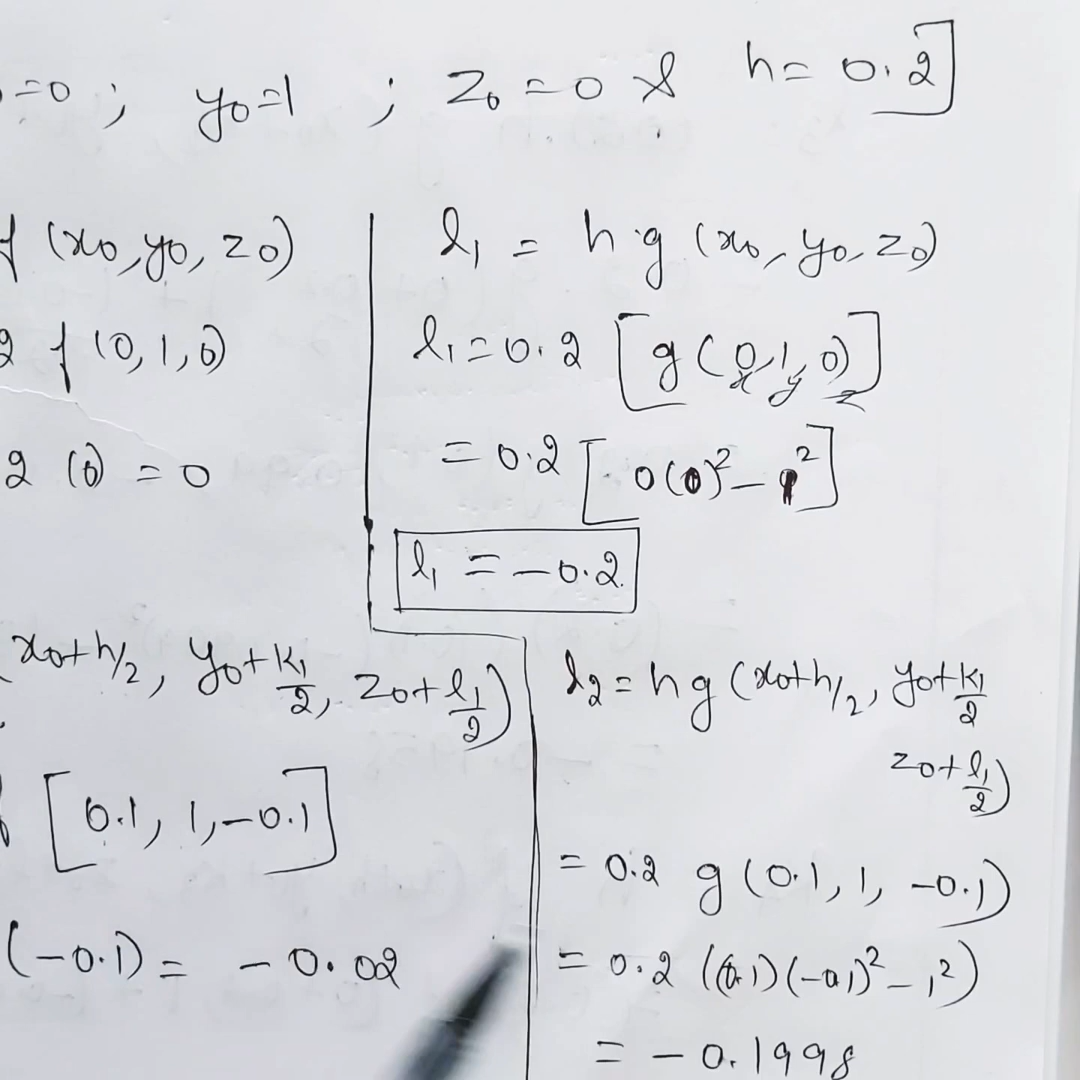 =0 ; y₀=1 ; z₀ = 0 & h = 0.2]
f (x₀, y₀, z₀)
2 f (0, 1, 0)
2 (0) = 0
l₁ = h·g (x₀, y₀, z₀)
l₁ = 0.2 [g(0, 1, 0)]
x y z
= 0.2 [0(0)² - 1²]
l₁ = -0.2
x₀+h/2, y₀+k₁/2, z₀+l₁/2)
[0.1, 1, -0.1]
(-0.1) = -0.02
l₂ = hg (x₀+h/2, y₀+k₁/2
z₀+l₁/2)
= 0.2 g(0.1, 1, -0.1)
= 0.2 ((0.1)(-0.1)² - 1²)
= -0.1998